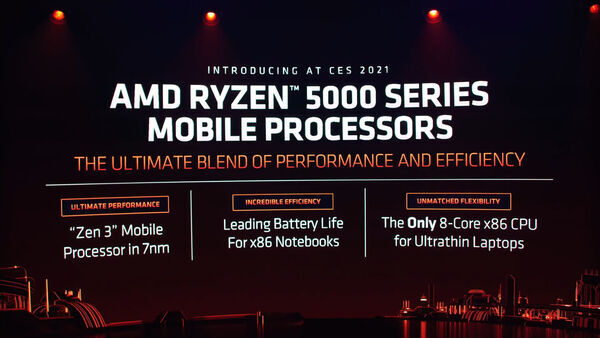 INTRODUCING AT CES 2021
AMD RYZEN™ 5000 SERIES
MOBILE PROCESSORS
THE ULTIMATE BLEND OF PERFORMANCE AND EFFICIENCY
ULTIMATE PERFORMANCE
“Zen 3” Mobile
Processor in 7nm
INCREDIBLE EFFICIENCY
Leading Battery Life
For x86 Notebooks
UNMATCHED FLEXIBILITY
The Only 8-Core x86 CPU
for Ultrathin Laptops